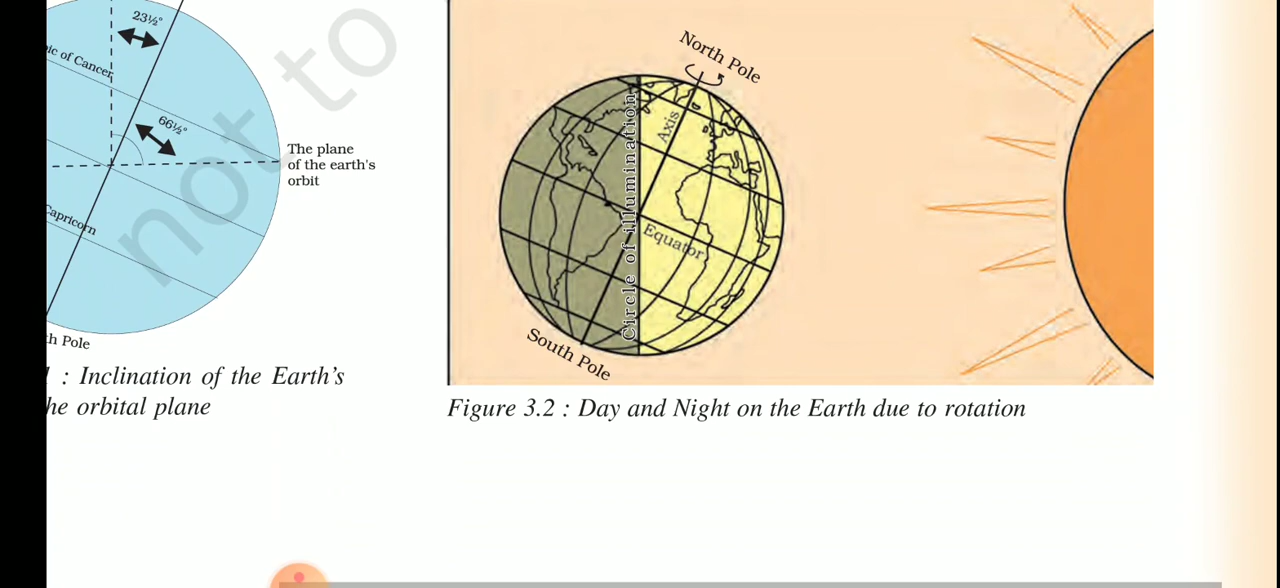 23½°
ic of Cancer
66½°
The plane
of the earth's
orbit
Capricorn
th Pole
: Inclination of the Earth's
he orbital plane
not to
North Pole
Axis
Circle of illumination
Equator
South Pole
Figure 3.2 : Day and Night on the Earth due to rotation